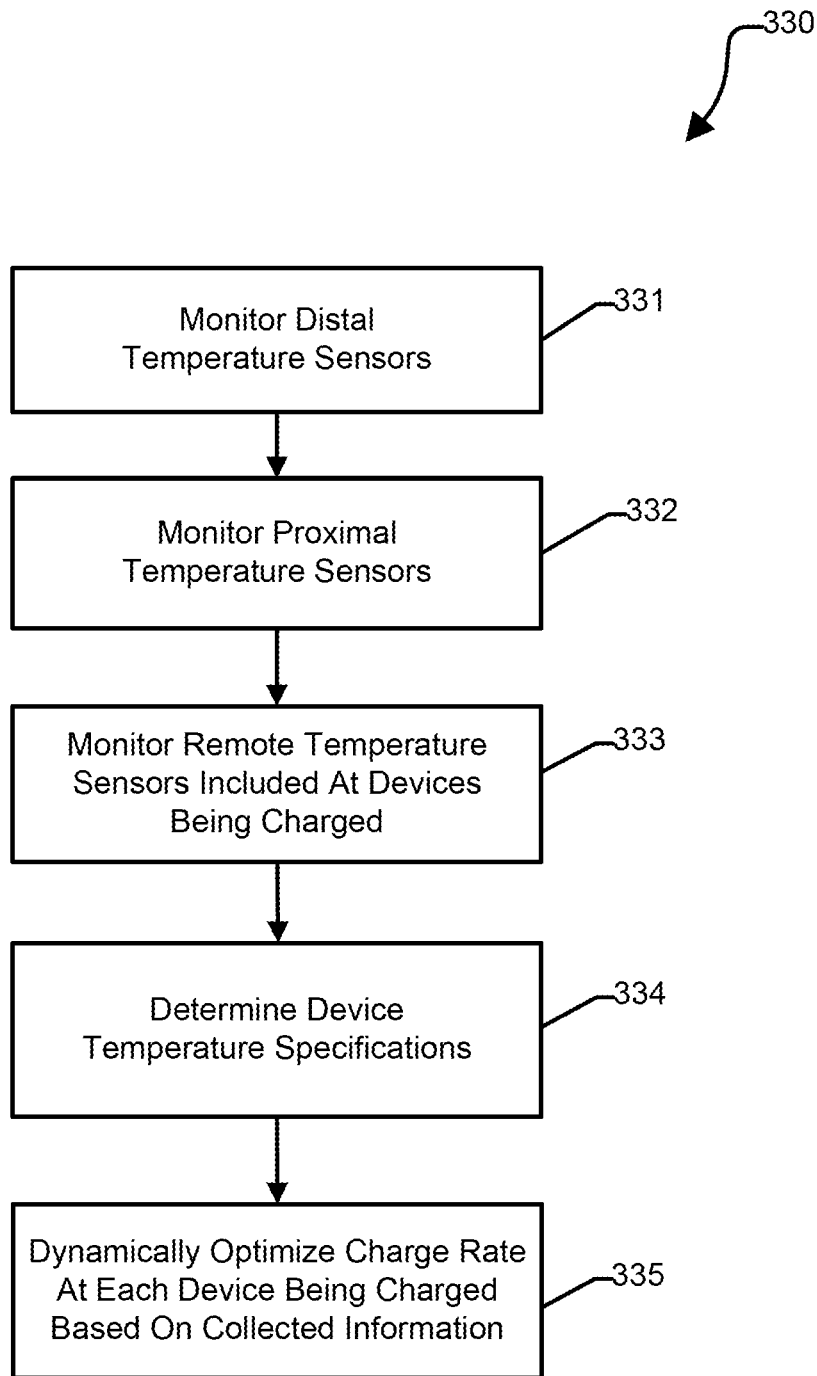 330
Monitor Distal
Temperature Sensors
331
Monitor Proximal
Temperature Sensors
332
Monitor Remote Temperature
Sensors Included At Devices
Being Charged
333
Determine Device
Temperature Specifications
334
Dynamically Optimize Charge Rate
At Each Device Being Charged
Based On Collected Information
335